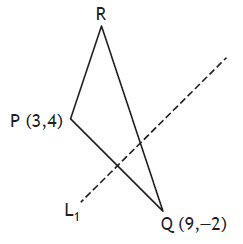 R
P (3,4)
L₁
Q (9,−2)